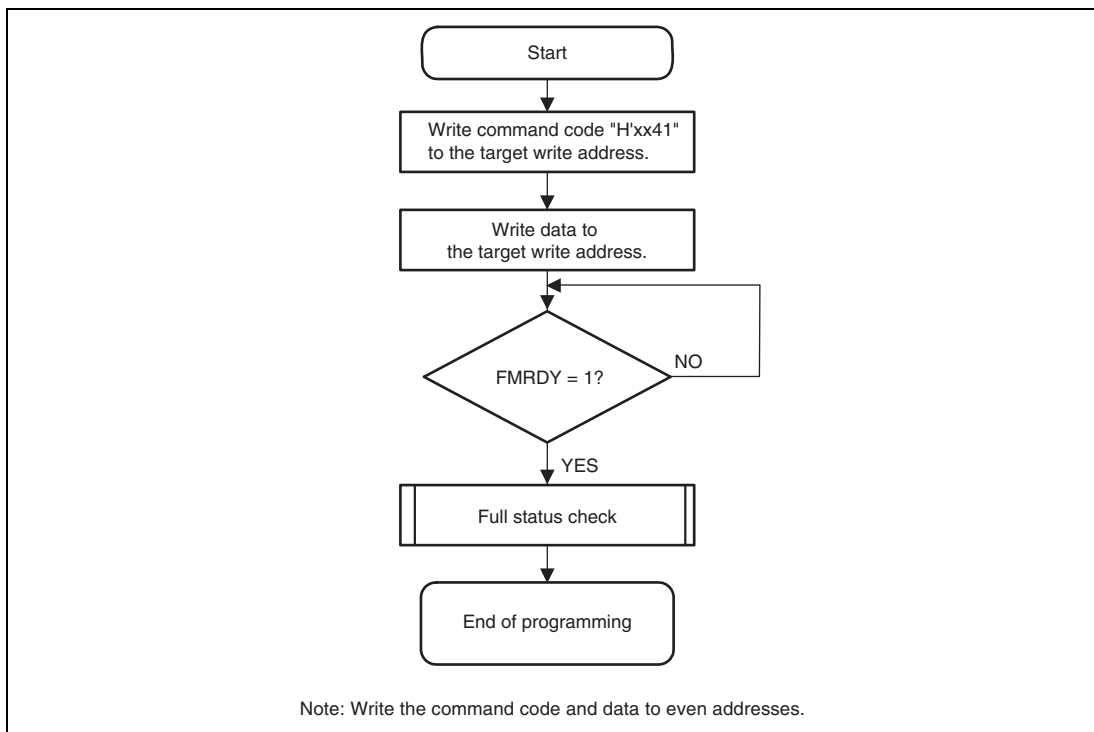 Start
Write command code "H'xx41"
to the target write address.
Write data to
the target write address.
FMRDY = 1?
NO
YES
Full status check
End of programming
Note: Write the command code and data to even addresses.